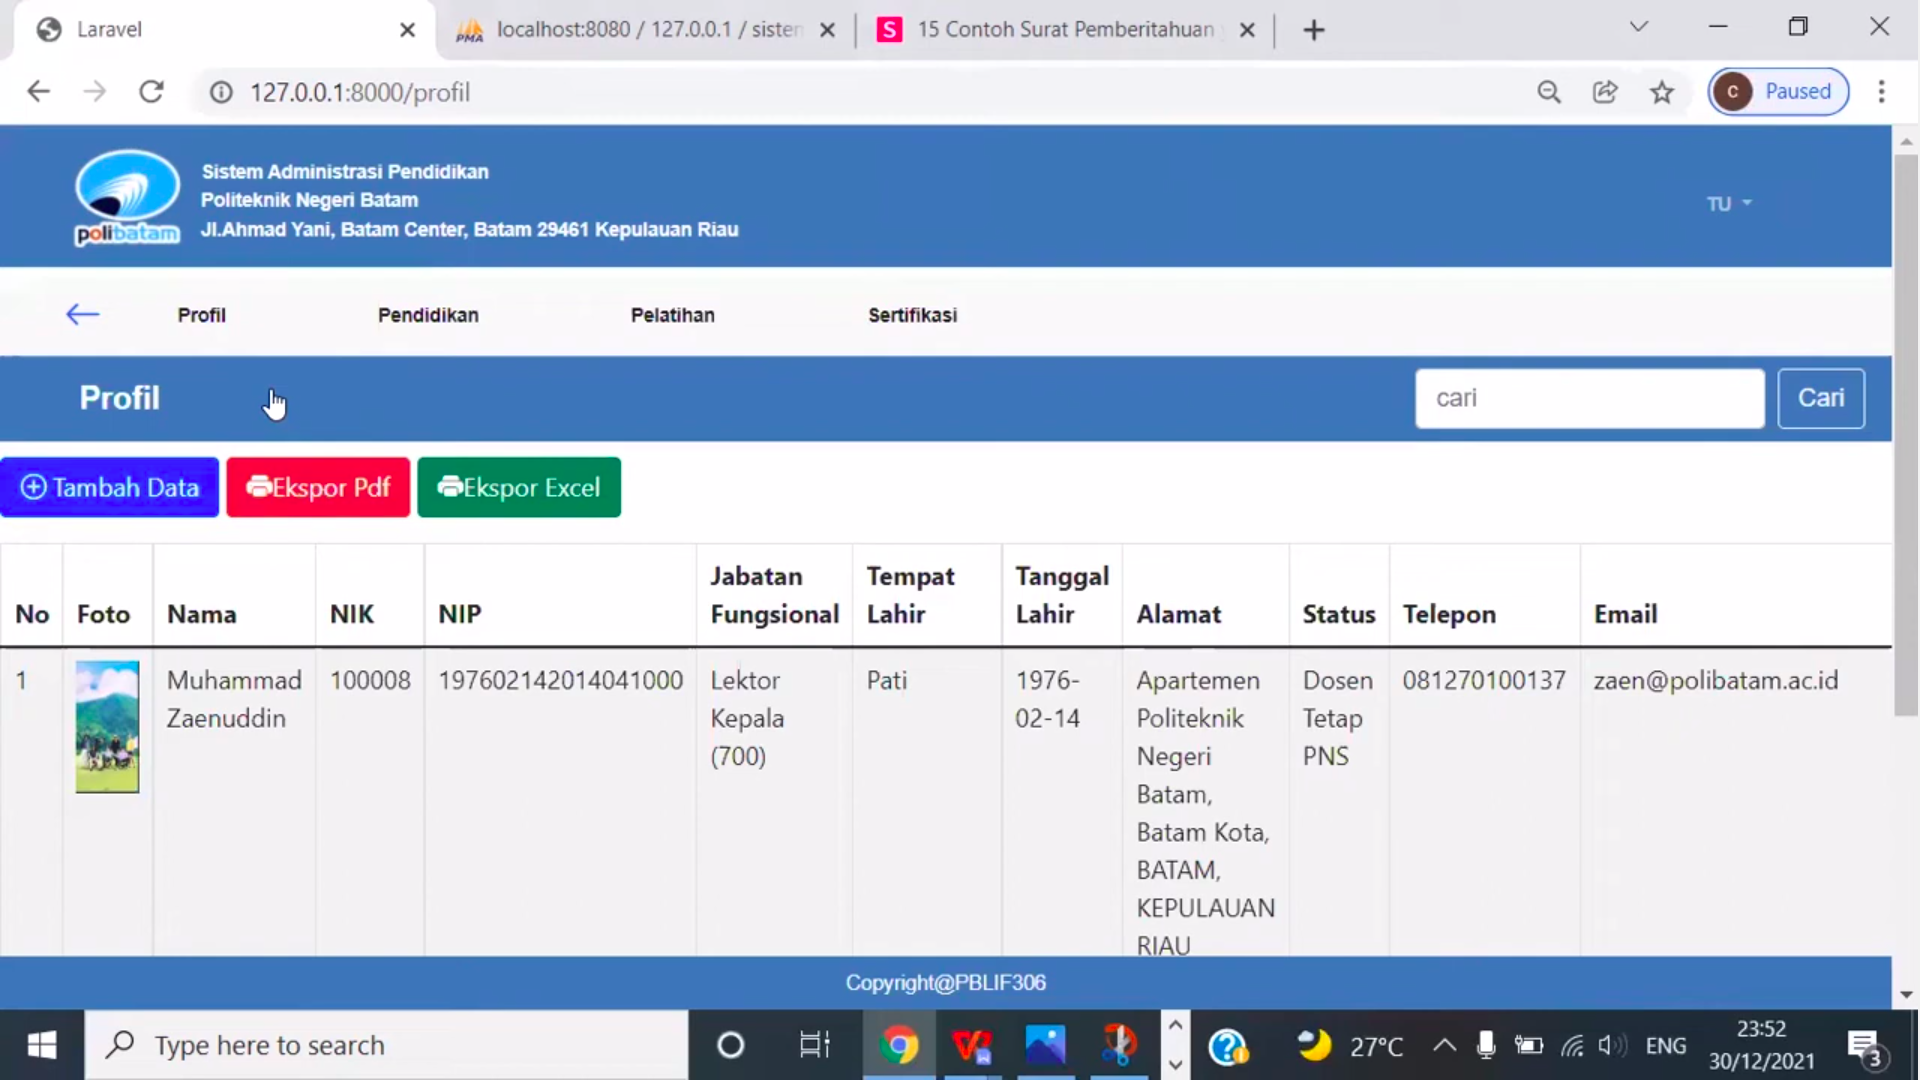 Laravel
localhost:8080 / 127.0.0.1 / sistem
15 Contoh Surat Pemberitahuan
127.0.0.1:8000/profil
C
Paused
polibatam
Sistem Administrasi Pendidikan
Politeknik Negeri Batam
Jl.Ahmad Yani, Batam Center, Batam 29461 Kepulauan Riau
TU
Profil Pendidikan Pelatihan Sertifikasi
Profil
cari
Cari
Tambah Data
Ekspor Pdf
Ekspor Excel
No Foto Nama NIK NIP Jabatan Fungsional Tempat Lahir Tanggal Lahir Alamat Status Telepon Email
1
Muhammad
Zaenuddin
100008
197602142014041000
Lektor
Kepala
(700)
Pati
1976-
02-14
Apartemen
Politeknik
Negeri
Batam,
Batam Kota,
BATAM,
KEPULAUAN
RIAU
Dosen
Tetap
PNS
081270100137
zaen@polibatam.ac.id
Copyright@PBLIF306
Type here to search
27°C
ENG
23:52
30/12/2021
3